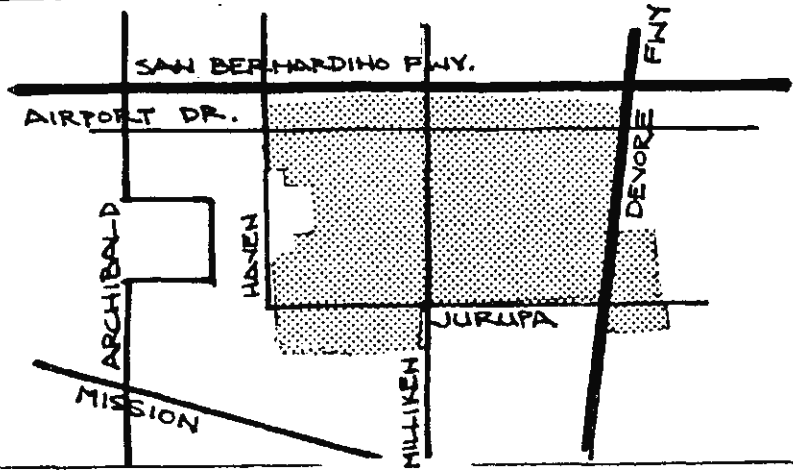 SAN BERNARDINO FWY.
AIRPORT DR.
DEVORE FWY
ARCHIBALD
HAVEN
JURUPA
MISSION
MILLIKEN